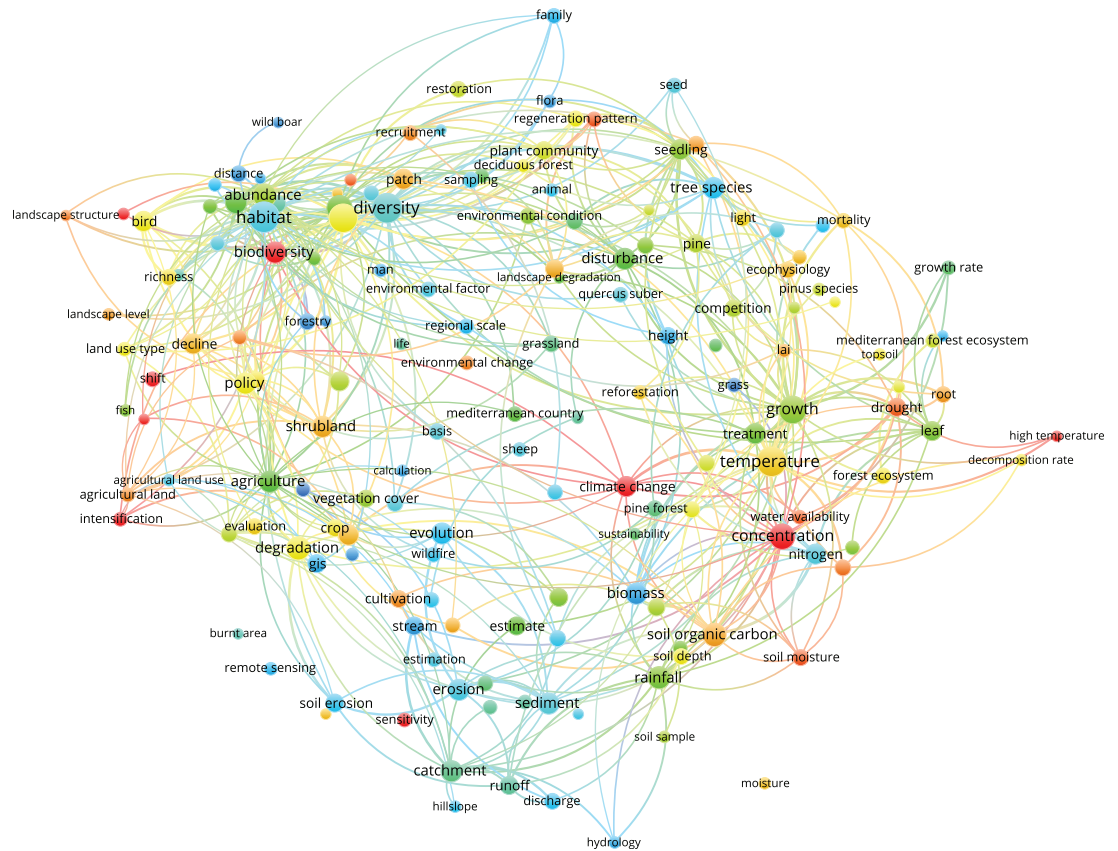 family
seed
restoration
flora
regeneration pattern
wild boar
recruitment
plant community
seedling
deciduous forest
distance
patch
sampling
animal
tree species
abundance
landscape structure
bird
habitat
diversity
environmental condition
light
mortality
biodiversity
disturbance
pine
man
landscape degradation
ecophysiology
growth rate
richness
environmental factor
quercus suber
pinus species
landscape level
forestry
regional scale
competition
height
land use type
decline
life
grassland
lai
mediterranean forest ecosystem
topsoil
environmental change
shift
policy
reforestation
grass
root
fish
mediterranean country
growth
drought
shrubland
basis
treatment
leaf
high temperature
sheep
temperature
decomposition rate
calculation
agricultural land use
agriculture
climate change
forest ecosystem
agricultural land
vegetation cover
pine forest
intensification
water availability
evaluation
crop
evolution
sustainability
concentration
degradation
wildfire
nitrogen
gis
cultivation
biomass
stream
estimate
burnt area
soil organic carbon
estimation
soil depth
soil moisture
remote sensing
rainfall
erosion
soil erosion
sediment
sensitivity
soil sample
catchment
runoff
moisture
hillslope
discharge
hydrology